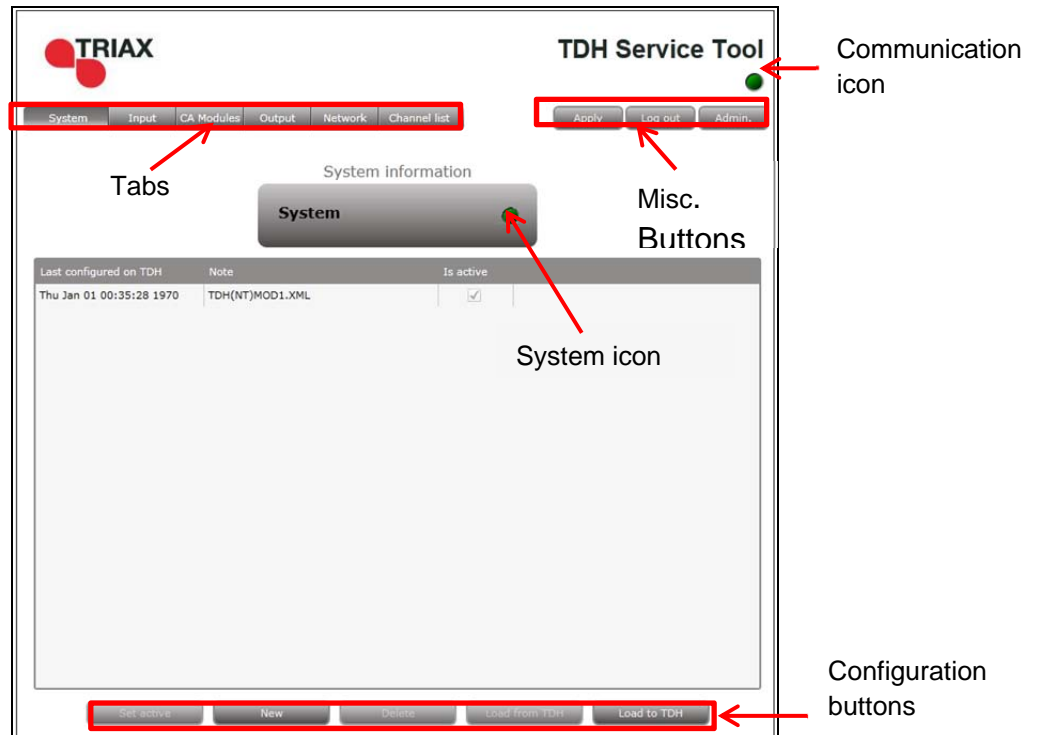 TRIAX
TDH Service Tool
Communication
icon
System Input CA Modules Output Network Channel list
Apply Log out Admin.
Tabs
System information
System
Misc.
Buttons
Last configured on TDH Note Is active
Thu Jan 01 00:35:28 1970 TDH(NT)MOD1.XML
System icon
Configuration
buttons
Set active New Delete Load from TDH Load to TDH